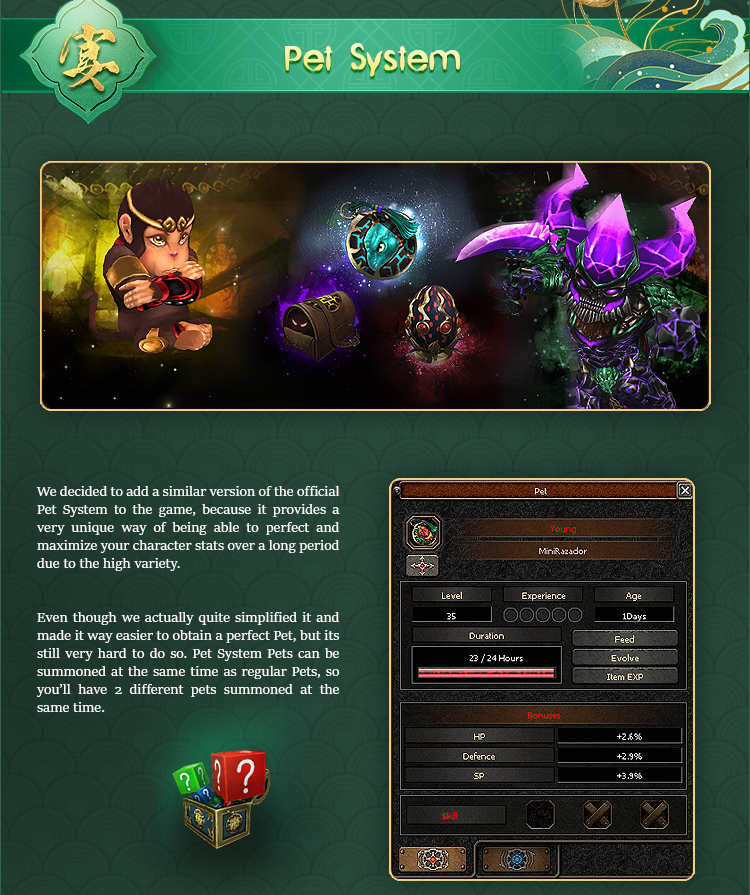 宴
Pet System
We decided to add a similar version of the official
Pet System to the game, because it provides a
very unique way of being able to perfect and
maximize your character stats over a long period
due to the high variety.
Even though we actually quite simplified it and
made it way easier to obtain a perfect Pet, but its
still very hard to do so. Pet System Pets can be
summoned at the same time as regular Pets, so
you'll have 2 different pets summoned at the
same time.
? ? ?
Pet
Young
MiniRazador
Level Experience Age
35 1Days
Duration
23 / 24 Hours
Feed
Evolve
Item EXP
Bonuses
HP +2.6%
Defence +2.9%
SP +3.9%
Skill